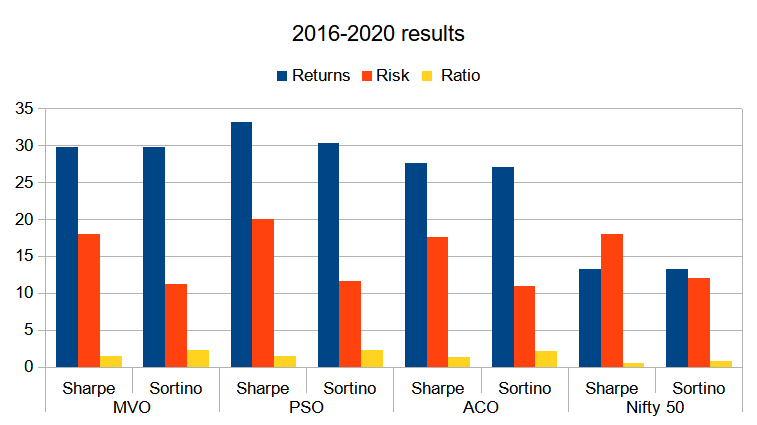 2016-2020 results
Returns Risk Ratio
35
30
25
20
15
10
5
0
Sharpe Sortino Sharpe Sortino Sharpe Sortino Sharpe Sortino
MVO PSO ACO Nifty 50